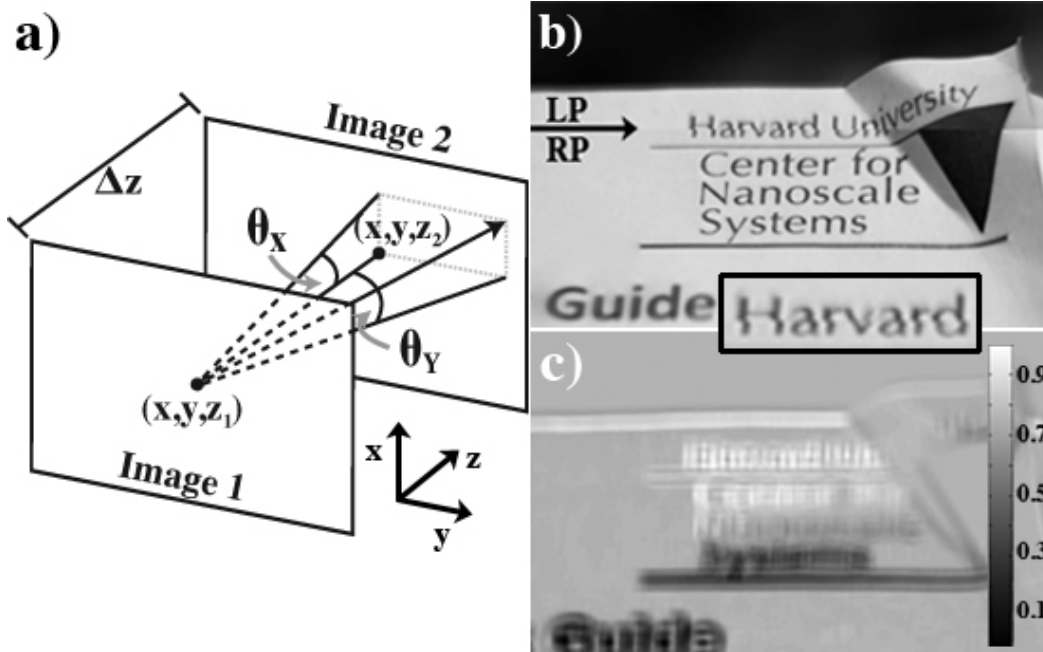 a)
Image 2
Δz
θX
(x,y,z2)
θY
(x,y,z1)
Image 1
x
z
y
b)
LP
RP
Harvard University
Center for
Nanoscale
Systems
Guide
Harvard
c)
0.9
0.7
0.5
0.3
0.1
Guide